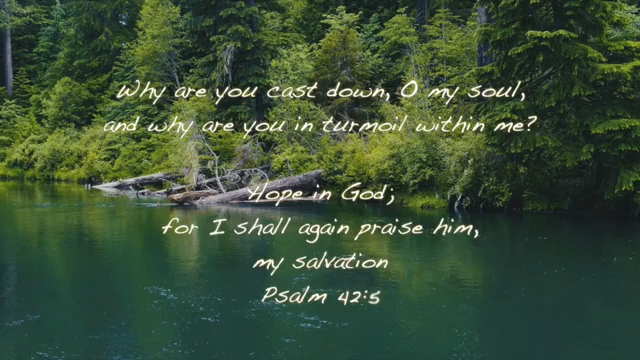 Why are you cast down, O my soul,
and why are you in turmoil within me?
Hope in God;
for I shall again praise him,
my salvation
Psalm 42:5